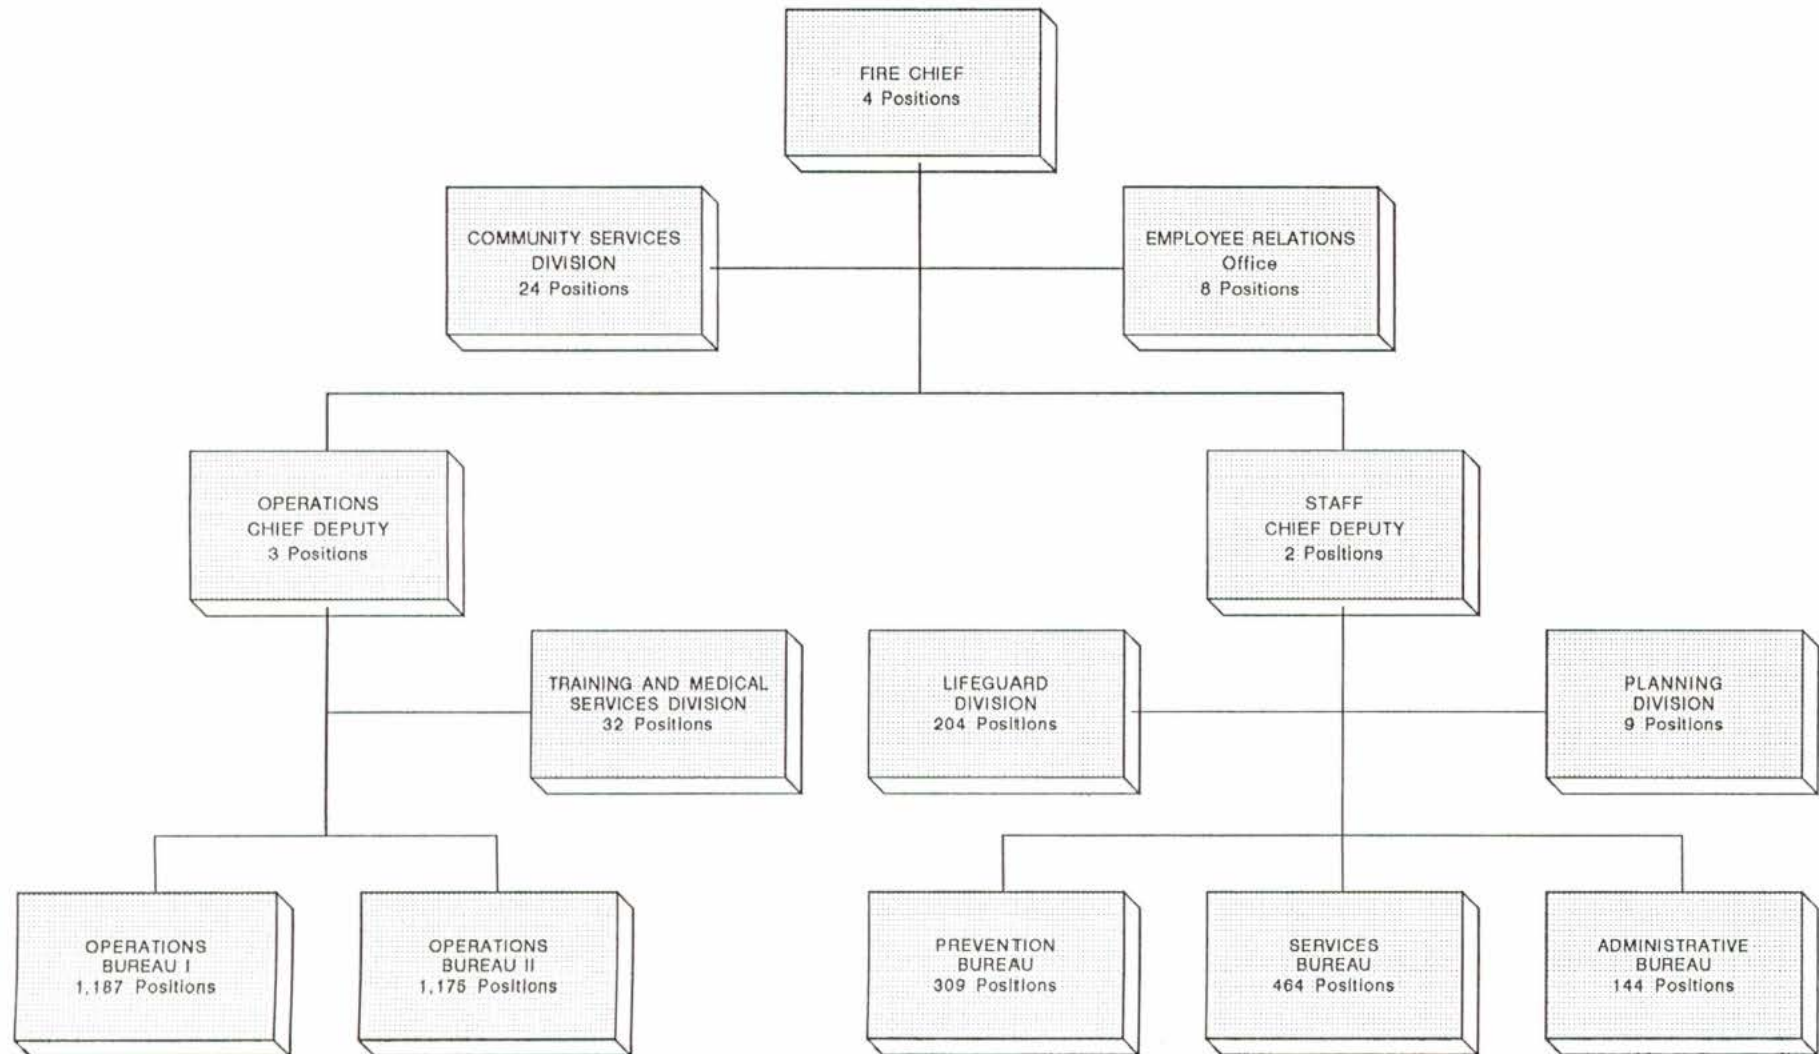 FIRE CHIEF
4 Positions
COMMUNITY SERVICES
DIVISION
24 Positions
EMPLOYEE RELATIONS
Office
8 Positions
OPERATIONS
CHIEF DEPUTY
3 Positions
STAFF
CHIEF DEPUTY
2 Positions
TRAINING AND MEDICAL
SERVICES DIVISION
32 Positions
LIFEGUARD
DIVISION
204 Positions
PLANNING
DIVISION
9 Positions
OPERATIONS
BUREAU I
1,187 Positions
OPERATIONS
BUREAU II
1,175 Positions
PREVENTION
BUREAU
309 Positions
SERVICES
BUREAU
464 Positions
ADMINISTRATIVE
BUREAU
144 Positions